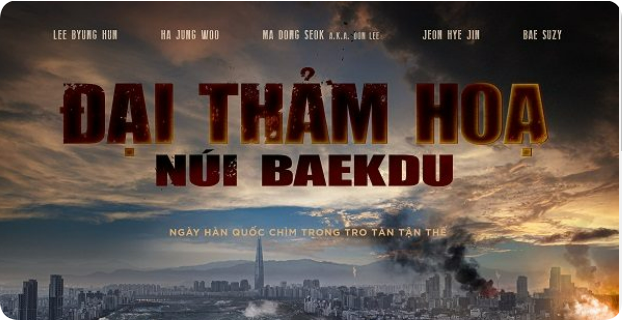 LEE BYUNG HUN HA JUNG WOO MA DONG SEOK A.K.A. DON LEE JEON HYE JIN BAE SUZY
ĐẠI THẢM HOẠ
NÚI BAEKDU
NGÀY HÀN QUỐC CHÌM TRONG TRO TÀN TẬN THẾ